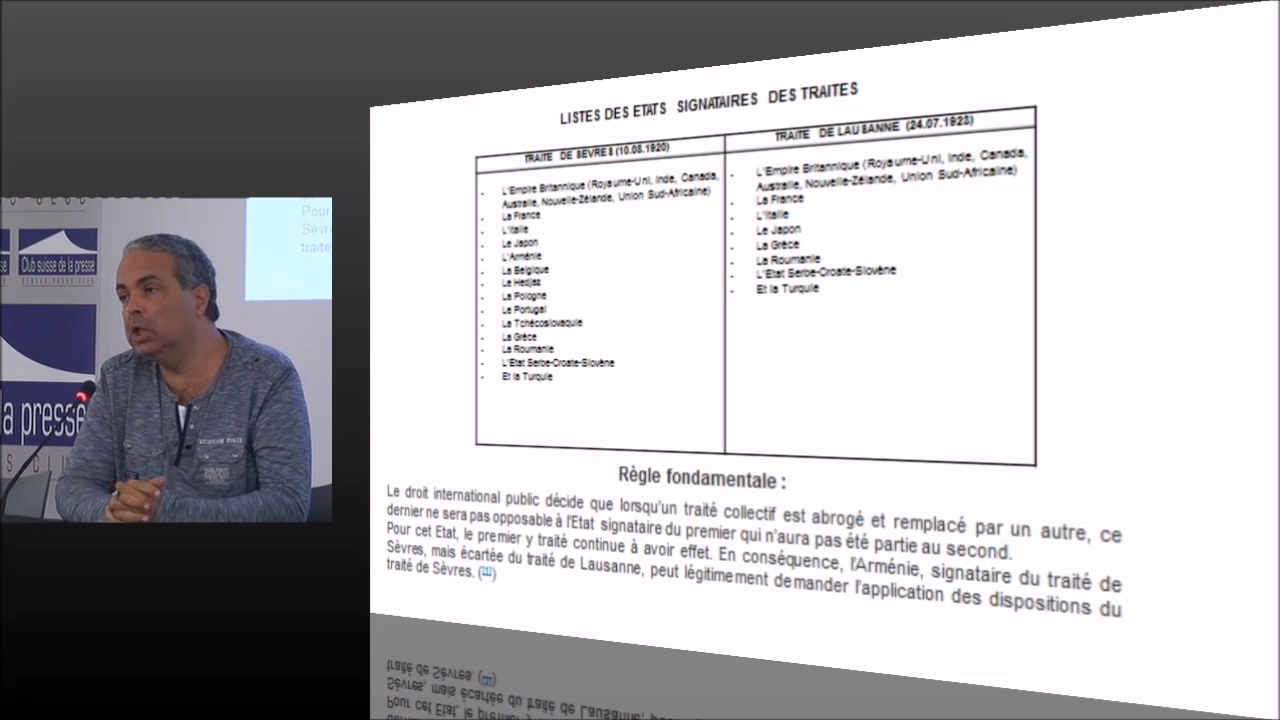 LISTES DES ETATS SIGNATAIRES DES TRAITES
TRAITE DE SEVRES (10.08.1920)
L'Empire Britannique (Royaume-Uni, Inde, Canada,
Australie, Nouvelle-Zélande, Union Sud-Africaine)
La France
L'Italie
Le Japon
L'Arménie
La Belgique
Le Hedjaz
La Pologne
Le Portugal
La Tchécoslovaquie
La Grèce
La Roumanie
L'Etat Serbe-Croate-Slovène
Et la Turquie
TRAITE DE LAUSANNE (24.07.1923)
L'Empire Britannique (Royaume-Uni, Inde, Canada,
Australie, Nouvelle-Zélande, Union Sud-Africaine)
La France
L'Italie
Le Japon
La Grèce
La Roumanie
L'Etat Serbe-Croate-Slovène
Et la Turquie
Règle fondamentale :
Le droit international public décide que lorsqu'un traité collectif est abrogé et remplacé par un autre, ce
dernier ne sera pas opposable à l'Etat signataire du premier qui n'aura pas été partie au second.
Pour cet Etat, le premier y traité continue à avoir effet. En conséquence, l'Arménie, signataire du traité de
Sèvres, mais écartée du traité de Lausanne, peut légitimement demander l'application des dispositions du
traité de Sèvres.
Pour
Sèvre
traite
Club suisse de la presse
la presse